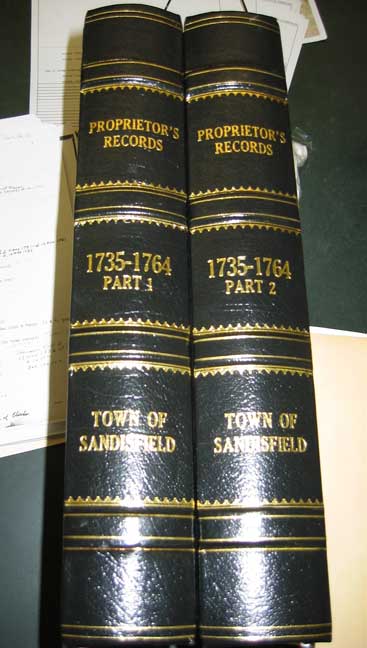 PROPRIETOR'S
RECORDS
1735-1764
PART 1
TOWN OF
SANDISFIELD
PROPRIETOR'S
RECORDS
1735-1764
PART 2
TOWN OF
SANDISFIELD